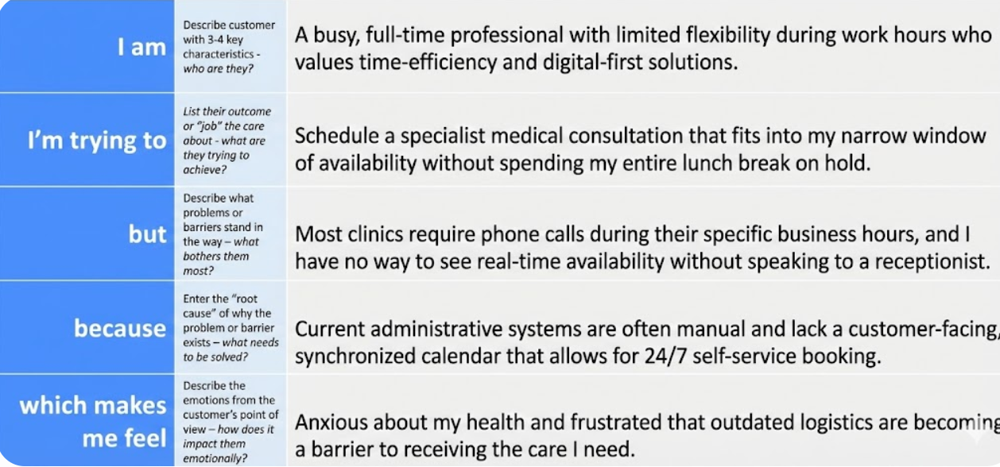 I am
Describe customer
with 3-4 key
characteristics -
who are they?
A busy, full-time professional with limited flexibility during work hours who
values time-efficiency and digital-first solutions.
I'm trying to
List their outcome
or "job" the care
about - what are
they trying to
achieve?
Schedule a specialist medical consultation that fits into my narrow window
of availability without spending my entire lunch break on hold.
but
Describe what
problems or
barriers stand in
the way – what
bothers them
most?
Most clinics require phone calls during their specific business hours, and I
have no way to see real-time availability without speaking to a receptionist.
because
Enter the "root
cause" of why the
problem or barrier
exists – what needs
to be solved?
Current administrative systems are often manual and lack a customer-facing,
synchronized calendar that allows for 24/7 self-service booking.
which makes
me feel
Describe the
emotions from the
customer's point of
view – how does it
impact them
emotionally?
Anxious about my health and frustrated that outdated logistics are becoming
a barrier to receiving the care I need.